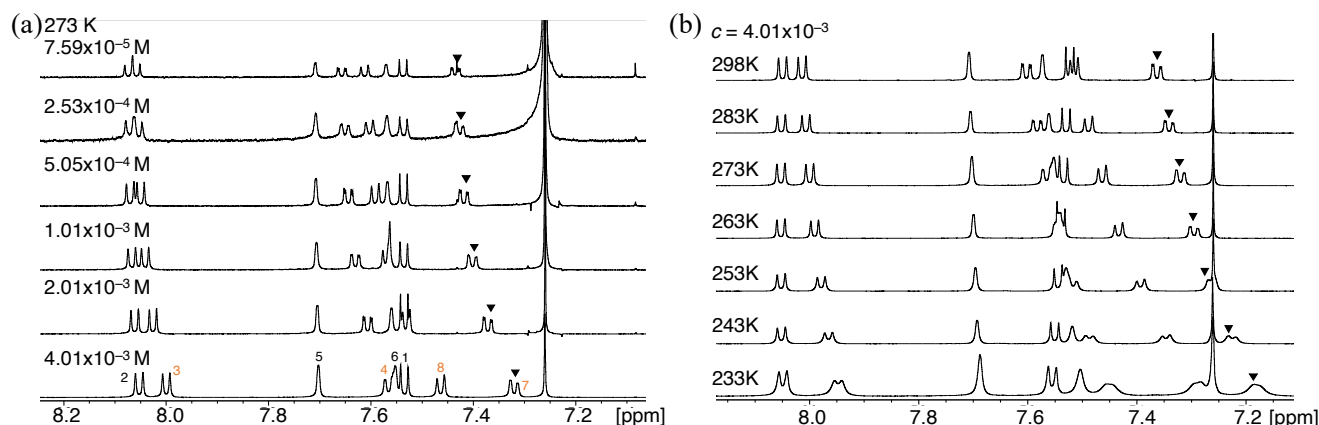 (a)
273 K
7.59x10⁻⁵ M
2.53x10⁻⁴ M
5.05x10⁻⁴ M
1.01x10⁻³ M
2.01x10⁻³ M
4.01x10⁻³ M
2 3 5 4 6 1 8 7
8.2 8.0 7.8 7.6 7.4 7.2 [ppm]
(b)
c = 4.01x10⁻³
298K
283K
273K
263K
253K
243K
233K
8.0 7.8 7.6 7.4 7.2 [ppm]